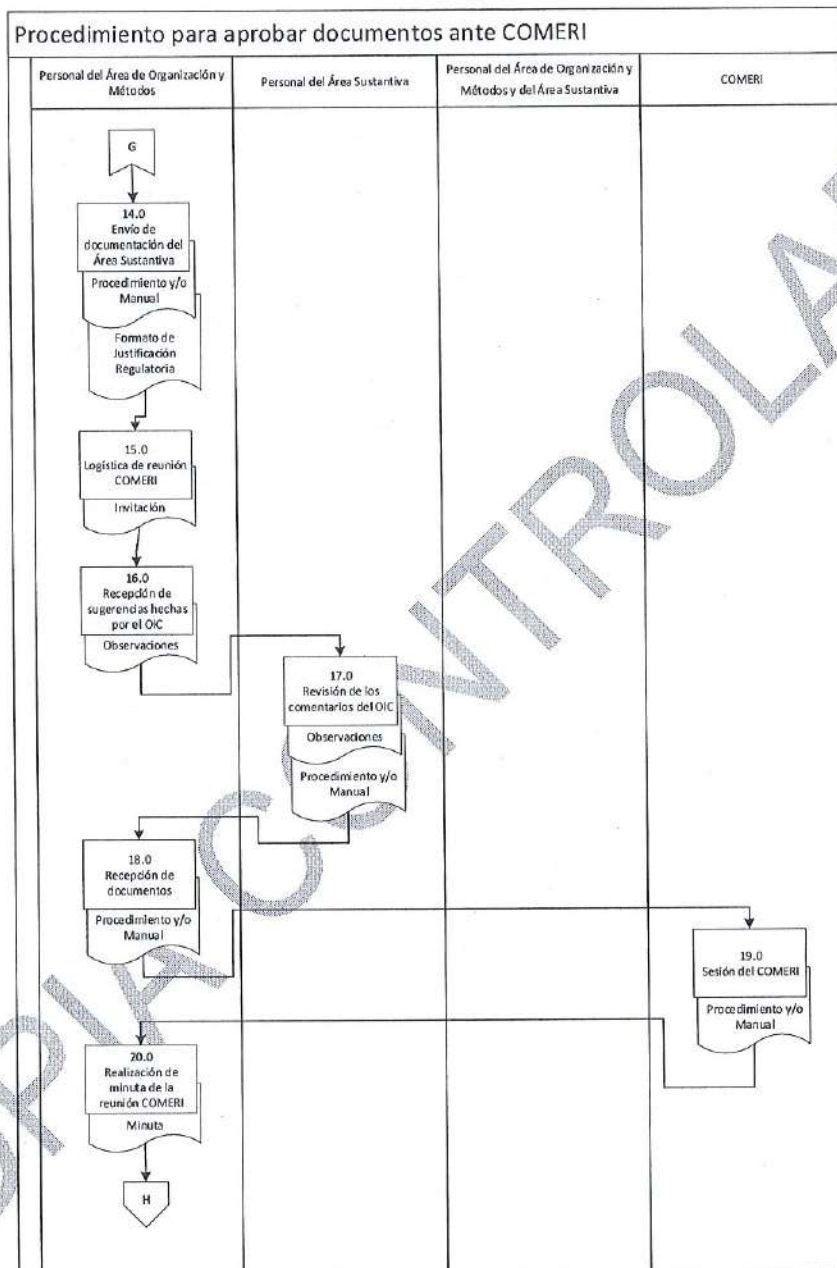 Procedimiento para aprobar documentos ante COMERI
Personal del Área de Organización y
Métodos
Personal del Área Sustantiva
Personal del Área de Organización y
Métodos y del Área Sustantiva
COMERI
G
14.0
Envío de
documentación del
Área Sustantiva
Procedimiento y/o
Manual
Formato de
Justificación
Regulatoria
15.0
Logística de reunión
COMERI
Invitación
16.0
Recepción de
sugerencias hechas
por el OIC
Observaciones
17.0
Revisión de los
comentarios del OIC
Observaciones
Procedimiento y/o
Manual
18.0
Recepción de
documentos
Procedimiento y/o
Manual
19.0
Sesión del COMERI
Procedimiento y/o
Manual
20.0
Realización de
minuta de la
reunión COMERI
Minuta
H